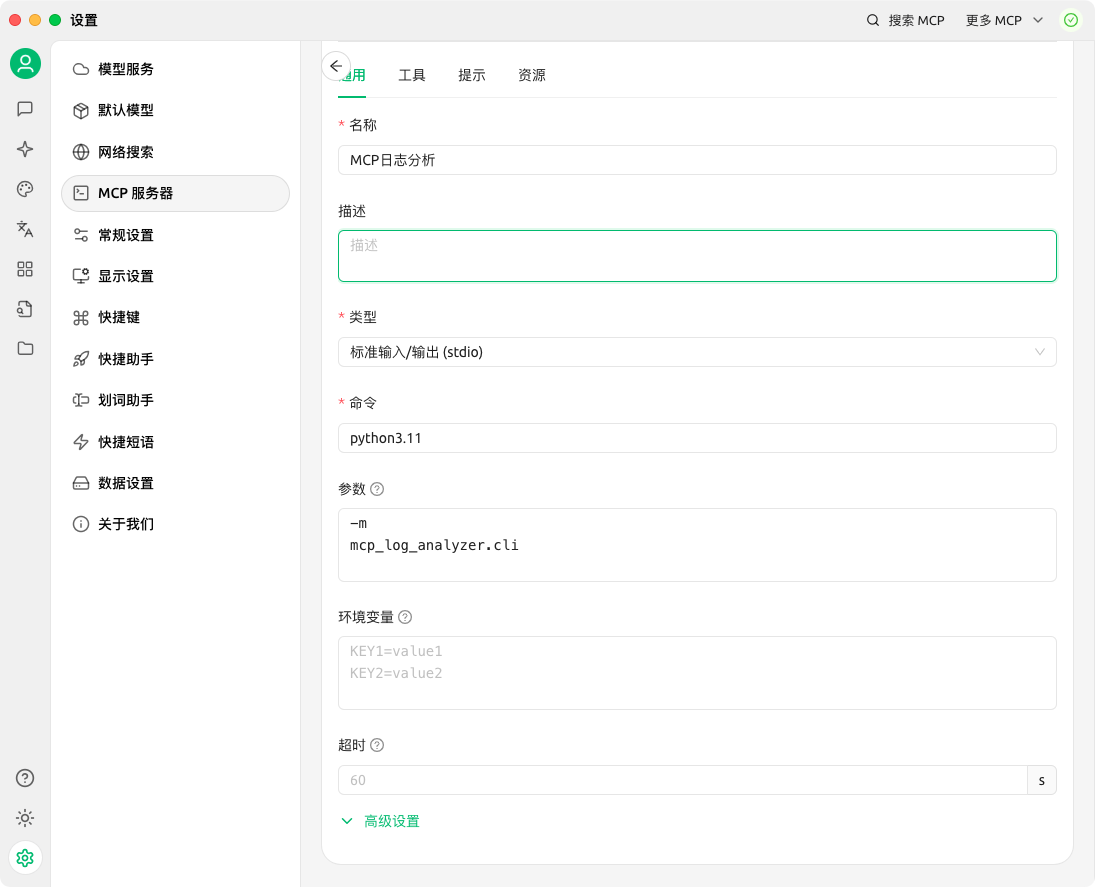 设置
搜索 MCP
更多 MCP
模型服务
默认模型
网络搜索
MCP 服务器
常规设置
显示设置
快捷键
快捷助手
划词助手
快捷短语
数据设置
关于我们
用 工具 提示 资源
* 名称
MCP日志分析
描述
描述
* 类型
标准输入/输出 (stdio)
* 命令
python3.11
参数
-m
mcp_log_analyzer.cli
环境变量
KEY1=value1
KEY2=value2
超时
60
s
高级设置